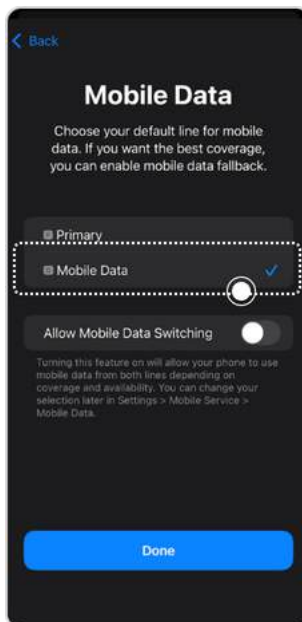 Back
Mobile Data
Choose your default line for mobile
data. If you want the best coverage,
you can enable mobile data fallback.
Primary
Mobile Data
Allow Mobile Data Switching
Turning this feature on will allow your phone to use
mobile data from both lines depending on
coverage and availability. You can change your
selection later in Settings > Mobile Service >
Mobile Data.
Done